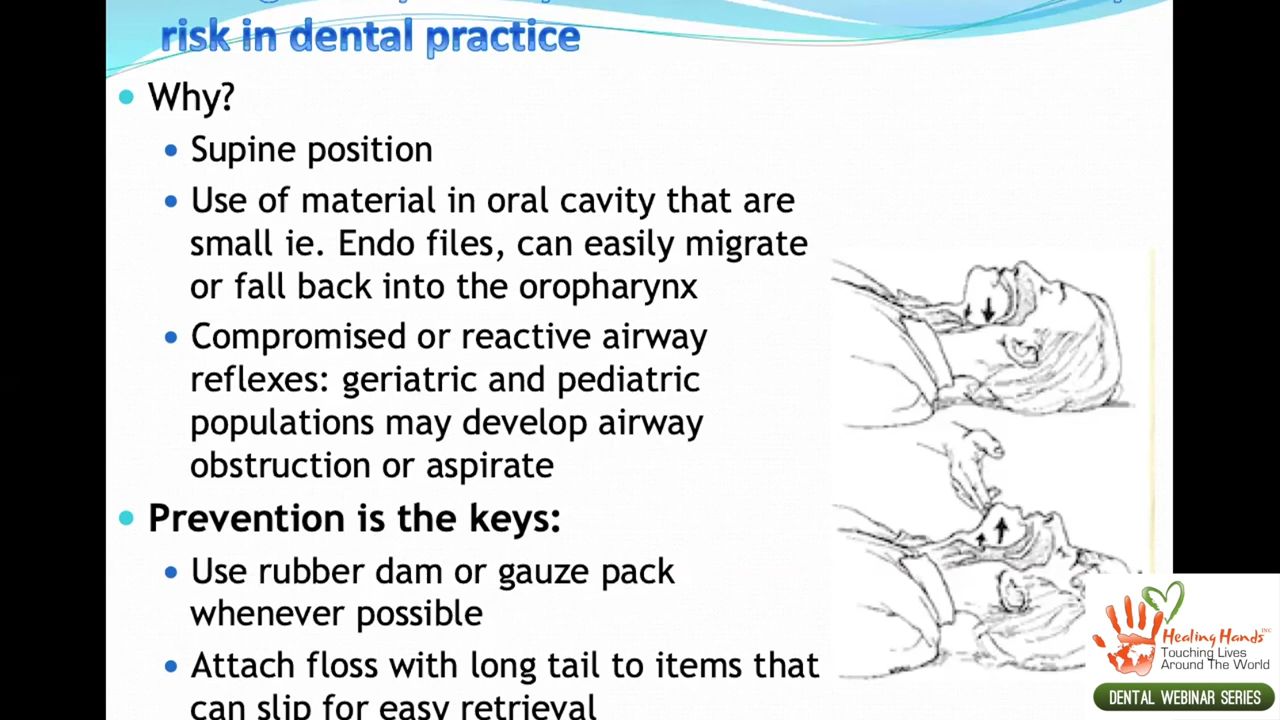 risk in dental practice
Why?
Supine position
Use of material in oral cavity that are
small ie. Endo files, can easily migrate
or fall back into the oropharynx
Compromised or reactive airway
reflexes: geriatric and pediatric
populations may develop airway
obstruction or aspirate
Prevention is the keys:
Use rubber dam or gauze pack
whenever possible
Attach floss with long tail to items that
can slip for easy retrieval
Healing Hands INC
Touching Lives
Around The World
DENTAL WEBINAR SERIES